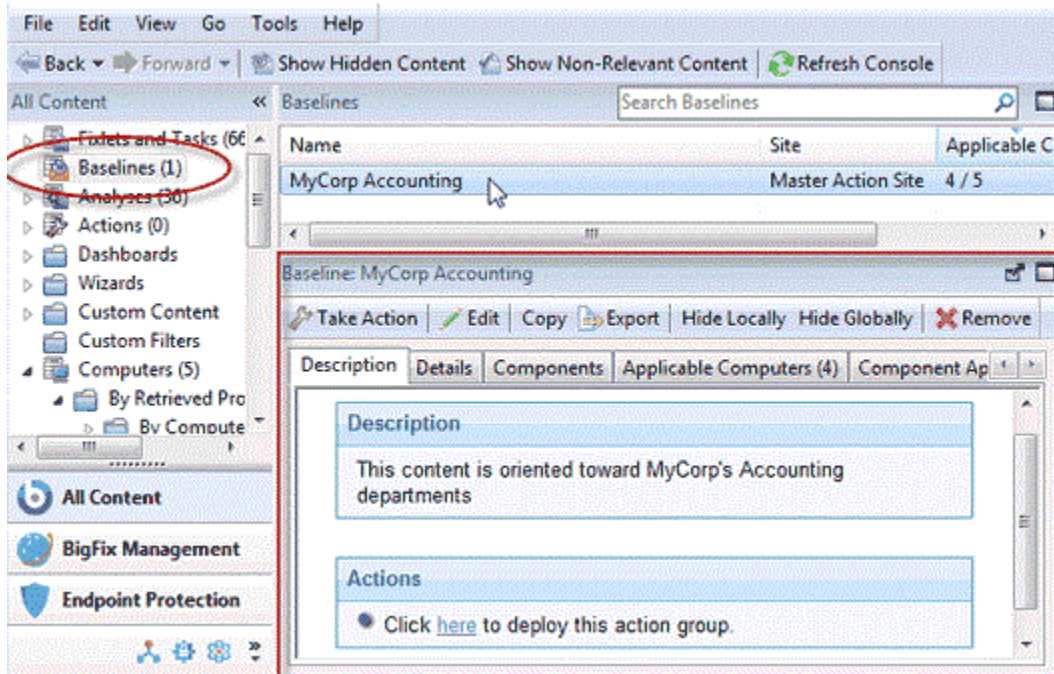 File Edit View Go Tools Help
Back Forward Show Hidden Content Show Non-Relevant Content Refresh Console
All Content « Baselines Search Baselines
Fixlets and Tasks (66
Baselines (1)
Analyses (36)
Actions (0)
Dashboards
Wizards
Custom Content
Custom Filters
Computers (5)
By Retrieved Pro
By Compute
All Content
BigFix Management
Endpoint Protection
Name Site Applicable C
MyCorp Accounting Master Action Site 4 / 5
Baseline: MyCorp Accounting
Take Action Edit Copy Export Hide Locally Hide Globally Remove
Description Details Components Applicable Computers (4) Component Ap
Description
This content is oriented toward MyCorp's Accounting
departments
Actions
Click here to deploy this action group.